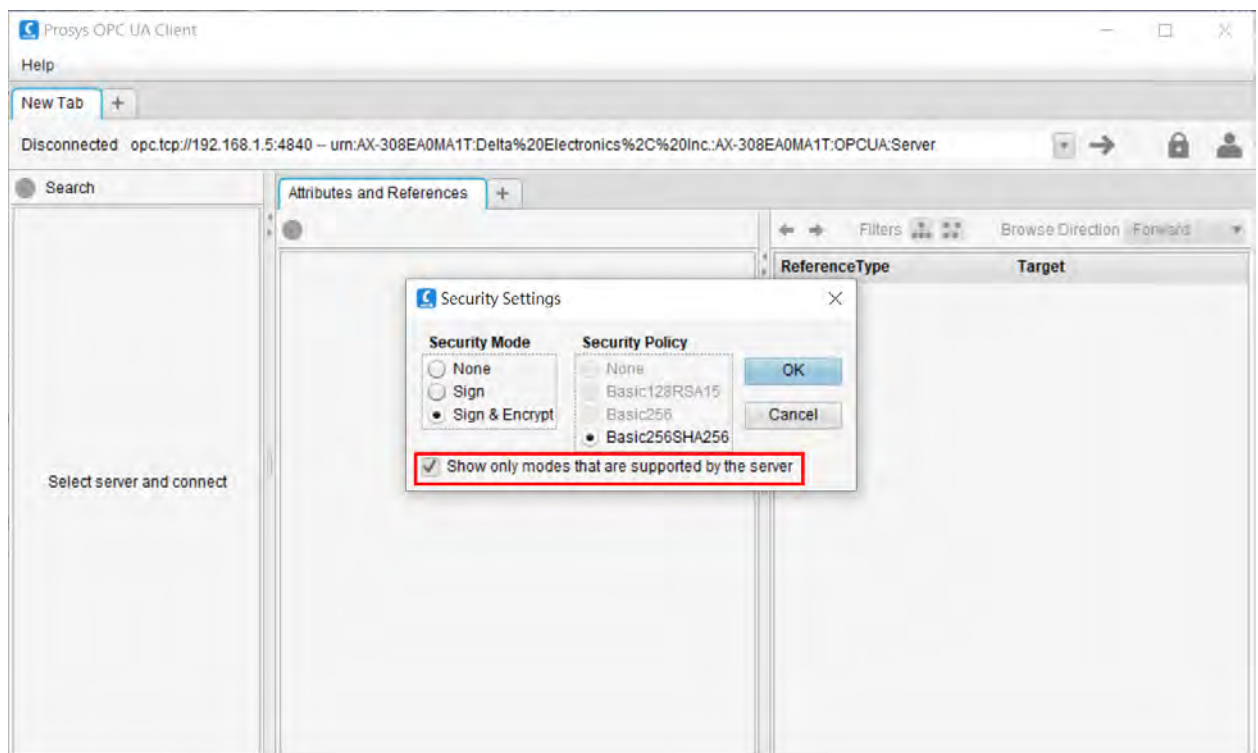 Prosys OPC UA Client
Help
New Tab +
Disconnected opc.tcp://192.168.1.5:4840 -- urn:AX-308EA0MA1T:Delta%20Electronics%2C%20Inc.:AX-308EA0MA1T:OPCUA:Server
Search
Attributes and References +
Filters Browse Direction Forward
ReferenceType Target
Security Settings
Security Mode Security Policy
None None OK
Sign Basic128RSA15
Sign & Encrypt Basic256 Cancel
Basic256SHA256
Show only modes that are supported by the server
Select server and connect